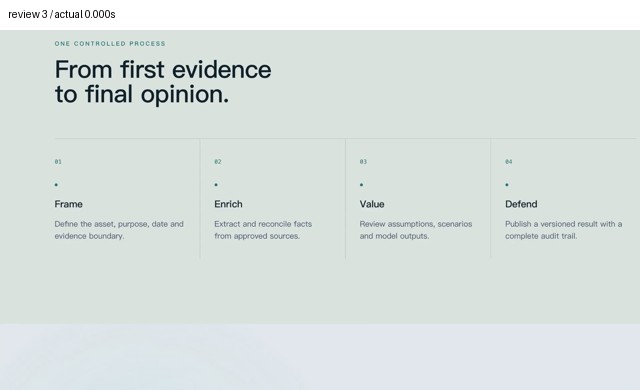 review 3 / actual 0.000s
ONE CONTROLLED PROCESS
From first evidence
to final opinion.
01
Frame
Define the asset, purpose, date and
evidence boundary.
02
Enrich
Extract and reconcile facts
from approved sources.
03
Value
Review assumptions, scenarios
and model outputs.
04
Defend
Publish a versioned result with a
complete audit trail.